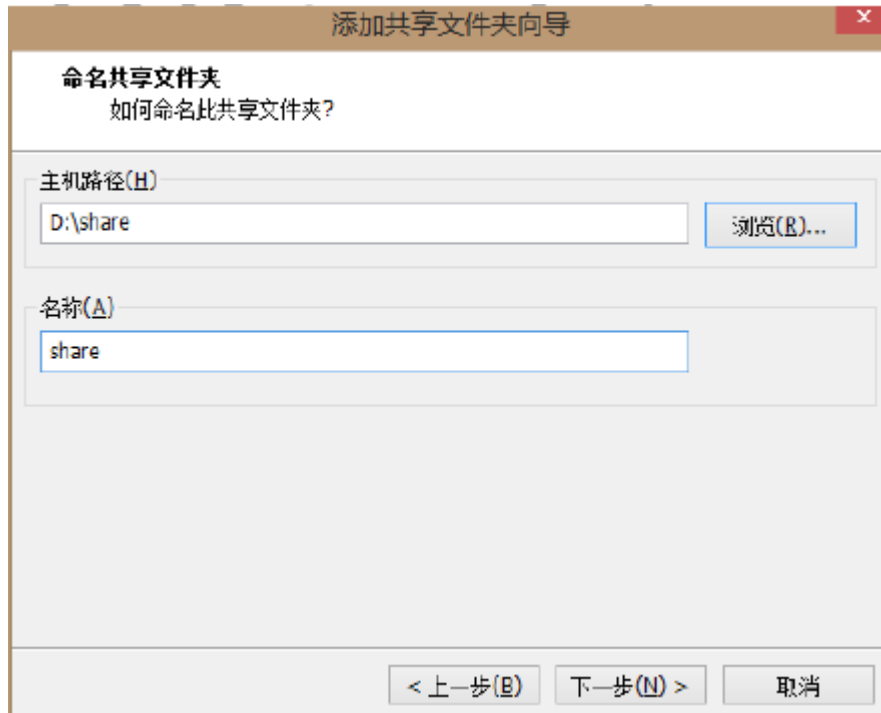 添加共享文件夹向导
x
命名共享文件夹
如何命名此共享文件夹?
主机路径(H)
D:\share
浏览(R)...
名称(A)
share
< 上一步(B)
下一步(N) >
取消